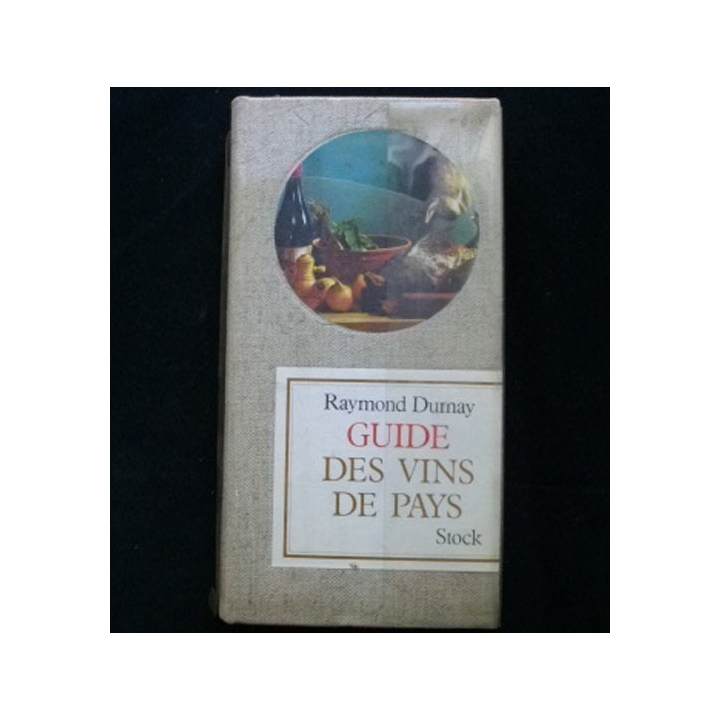 Raymond Dumay
GUIDE
DES VINS
DE PAYS
Stock